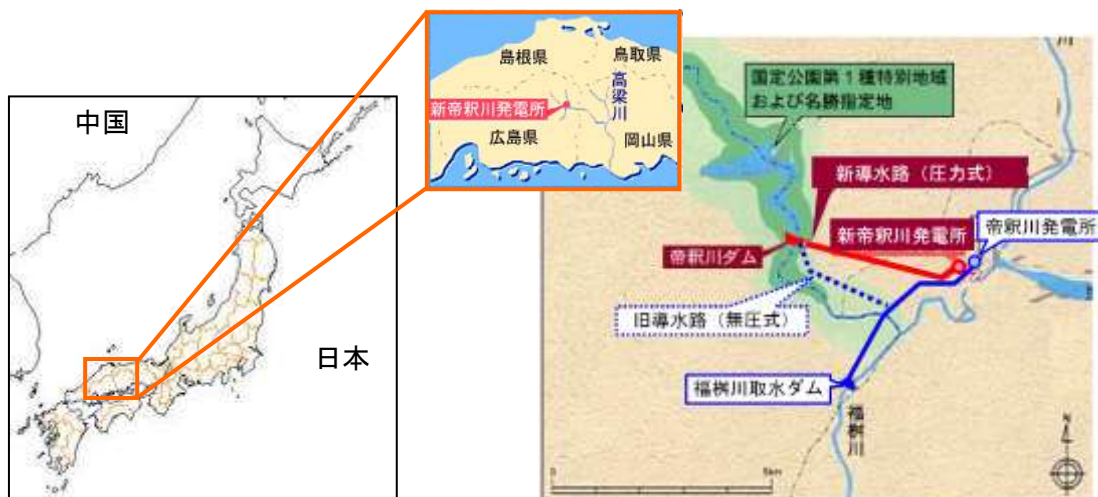 中国
日本
島根県
鳥取県
高梁川
新帝釈川発電所
広島県
岡山県
川
国定公園第1種特別地域
および名勝指定地
新導水路（圧力式）
新帝釈川発電所
帝釈川発電所
帝釈川ダム
旧導水路（無圧式）
福桝川取水ダム
福桝川
N
0
5km